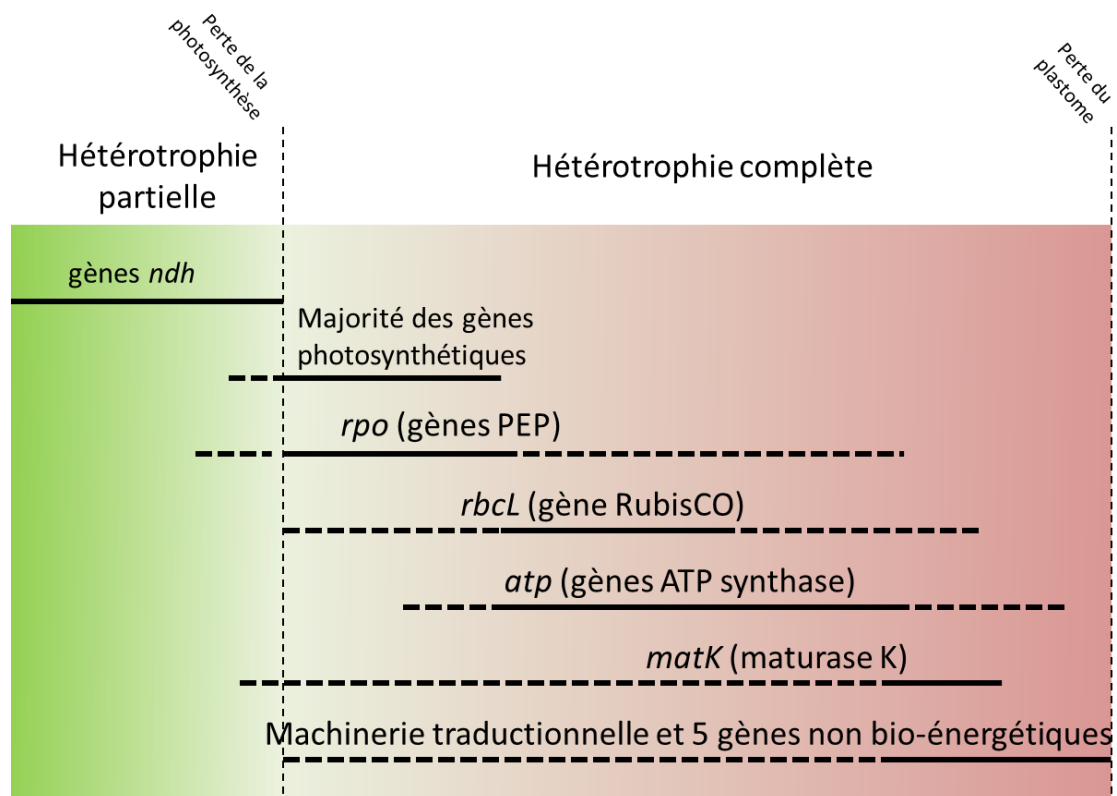 Perte de la
photosynthèse
Perte du
plastome
Hétérotrophie
partielle
Hétérotrophie complète
gènes ndh
Majorité des gènes
photosynthétiques
rpo (gènes PEP)
rbcL (gène RubisCO)
atp (gènes ATP synthase)
matK (maturase K)
Machinerie traductionnelle et 5 gènes non bio-énergétiques